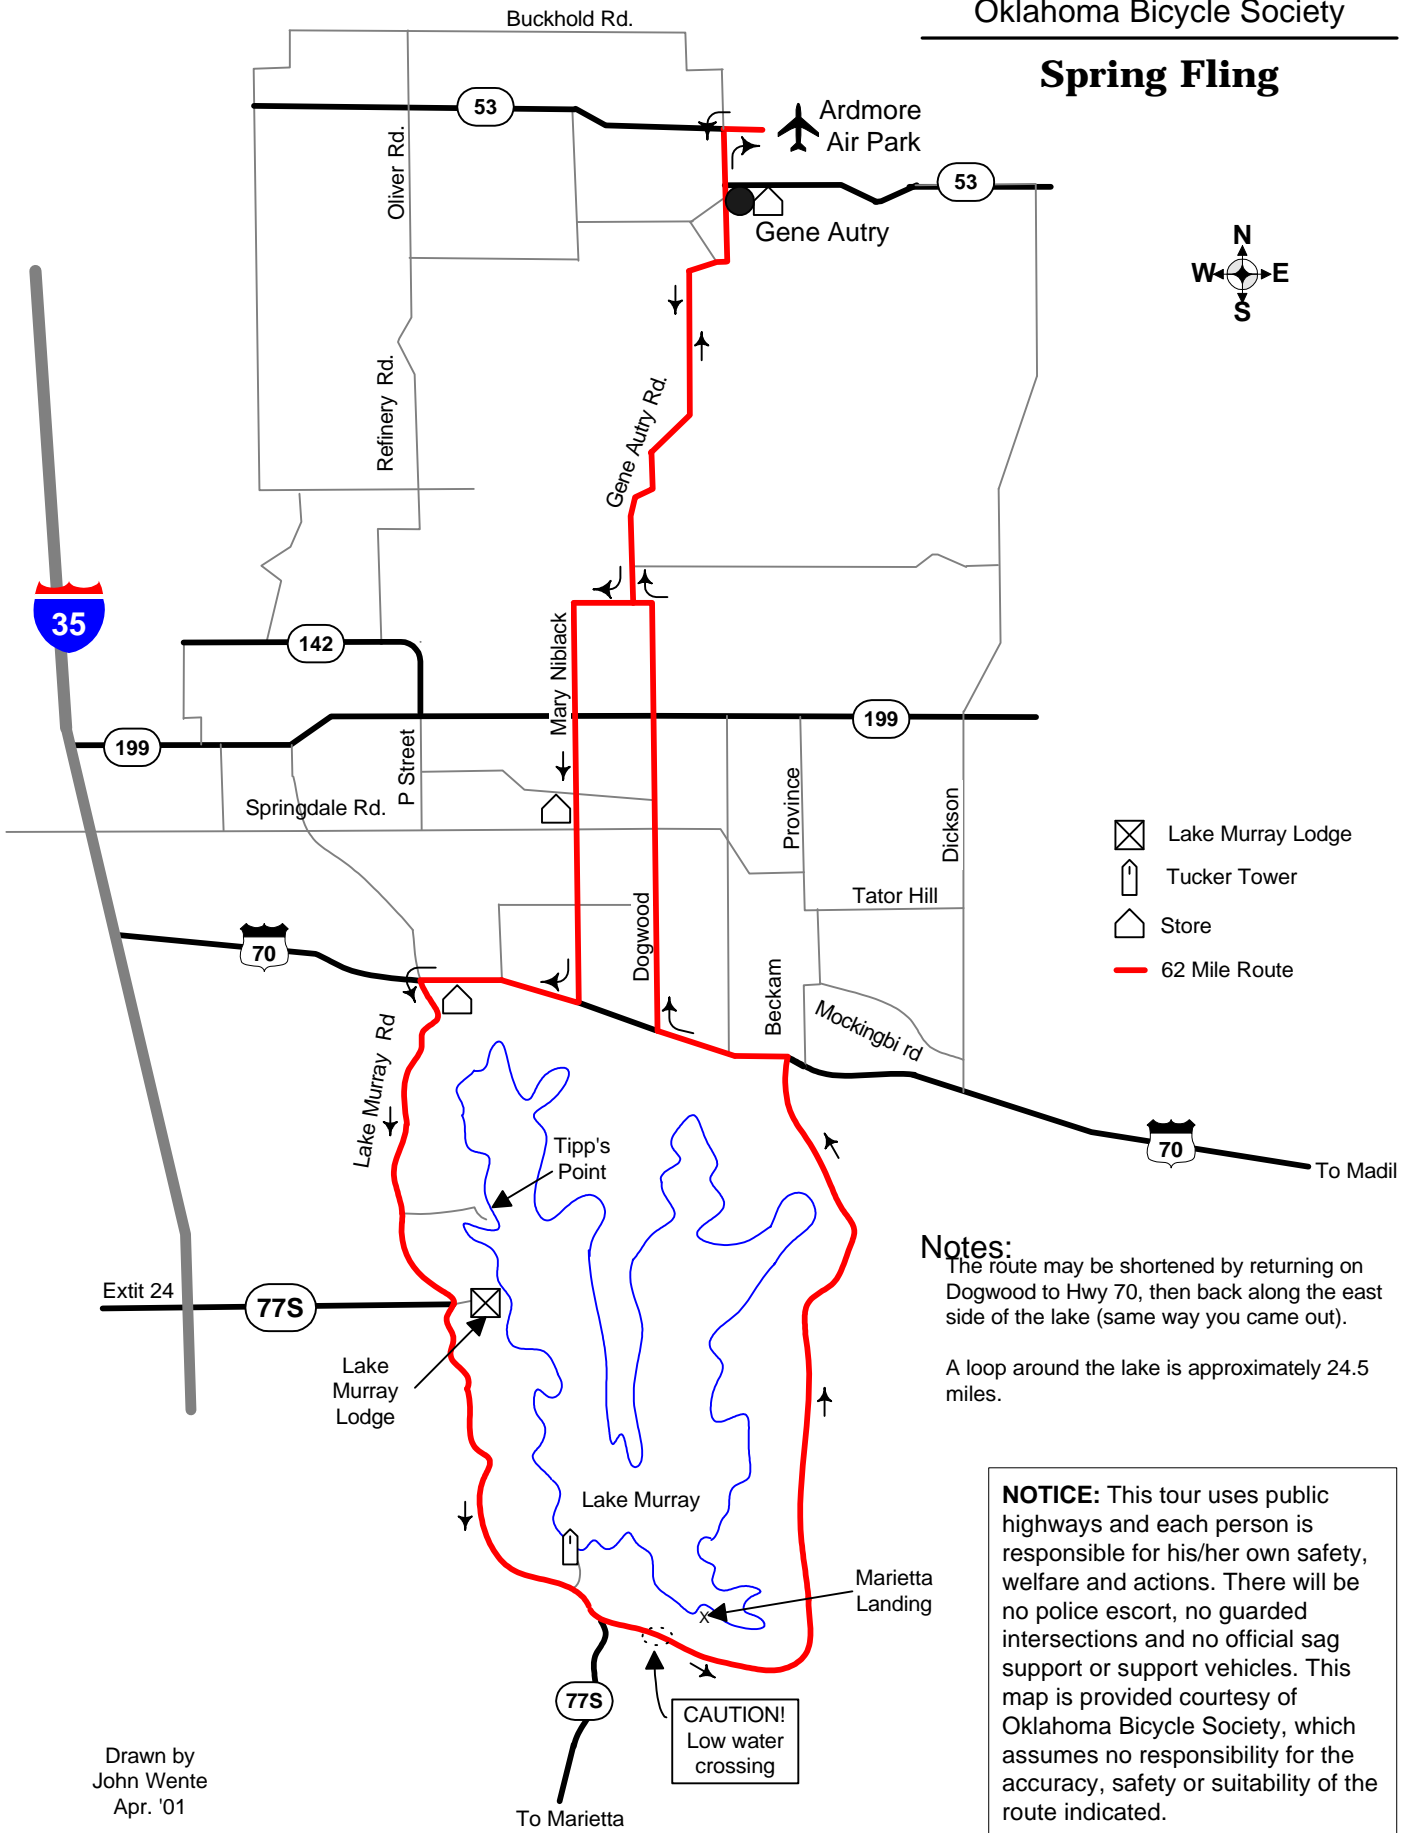 Oklahoma Bicycle Society
Spring Fling
Buckhold Rd.
53
Ardmore
Air Park
Oliver Rd.
53
Gene Autry
N
W E
S
Refinery Rd.
Gene Autry Rd.
35
142
Mary Niblack
199
199
P Street
Springdale Rd.
Province
Dickson
Lake Murray Lodge
Tucker Tower
Store
62 Mile Route
Tator Hill
Dogwood
70
Beckam
Mockingbi rd
Lake Murray Rd
Tipp's
Point
70
To Madil
Notes:
The route may be shortened by returning on
Dogwood to Hwy 70, then back along the east
side of the lake (same way you came out).
A loop around the lake is approximately 24.5
miles.
Extit 24
77S
Lake
Murray
Lodge
Lake Murray
Marietta
Landing
X
77S
CAUTION!
Low water
crossing
To Marietta
NOTICE: This tour uses public
highways and each person is
responsible for his/her own safety,
welfare and actions. There will be
no police escort, no guarded
intersections and no official sag
support or support vehicles. This
map is provided courtesy of
Oklahoma Bicycle Society, which
assumes no responsibility for the
accuracy, safety or suitability of the
route indicated.
Drawn by
John Wente
Apr. '01